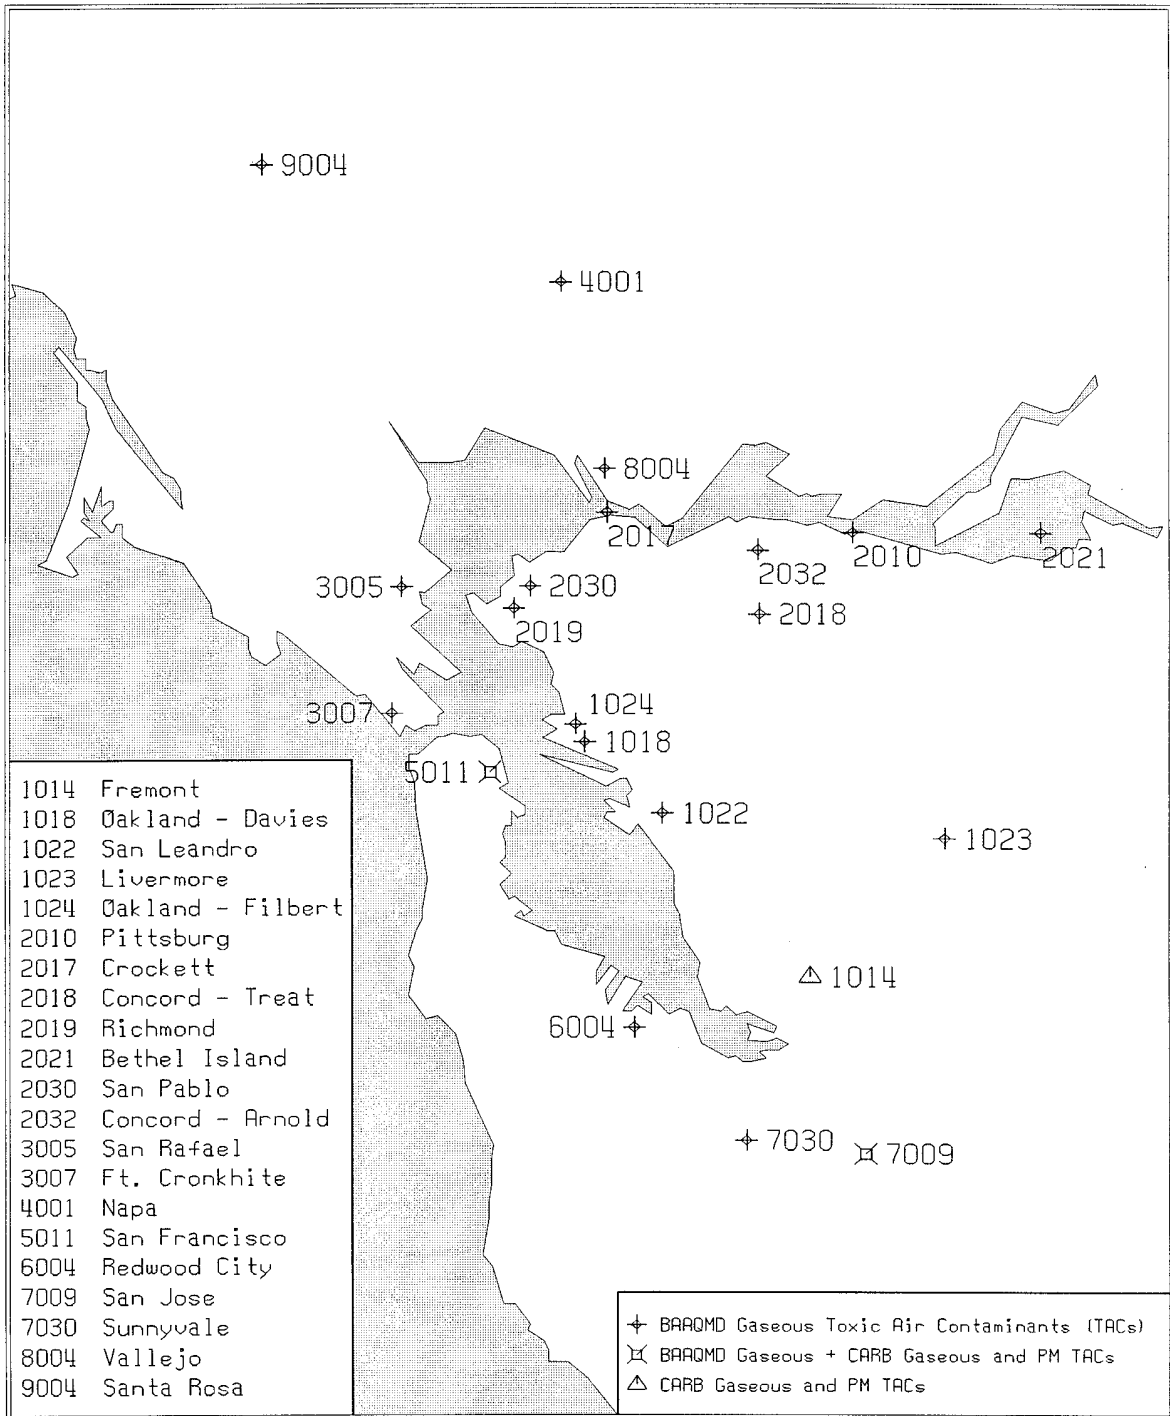 9004
4001
8004
201
2010
2021
2032
3005
2030
2018
2019
3007
1024
1018
5011
1022
1023
1014
6004
7030
7009
1014 Fremont
1018 Oakland - Davies
1022 San Leandro
1023 Livermore
1024 Oakland - Filbert
2010 Pittsburg
2017 Crockett
2018 Concord - Treat
2019 Richmond
2021 Bethel Island
2030 San Pablo
2032 Concord - Arnold
3005 San Rafael
3007 Ft. Cronkhite
4001 Napa
5011 San Francisco
6004 Redwood City
7009 San Jose
7030 Sunnyvale
8004 Vallejo
9004 Santa Rosa
BAAQMD Gaseous Toxic Air Contaminants (TACs)
BAAQMD Gaseous + CARB Gaseous and PM TACs
CARB Gaseous and PM TACs